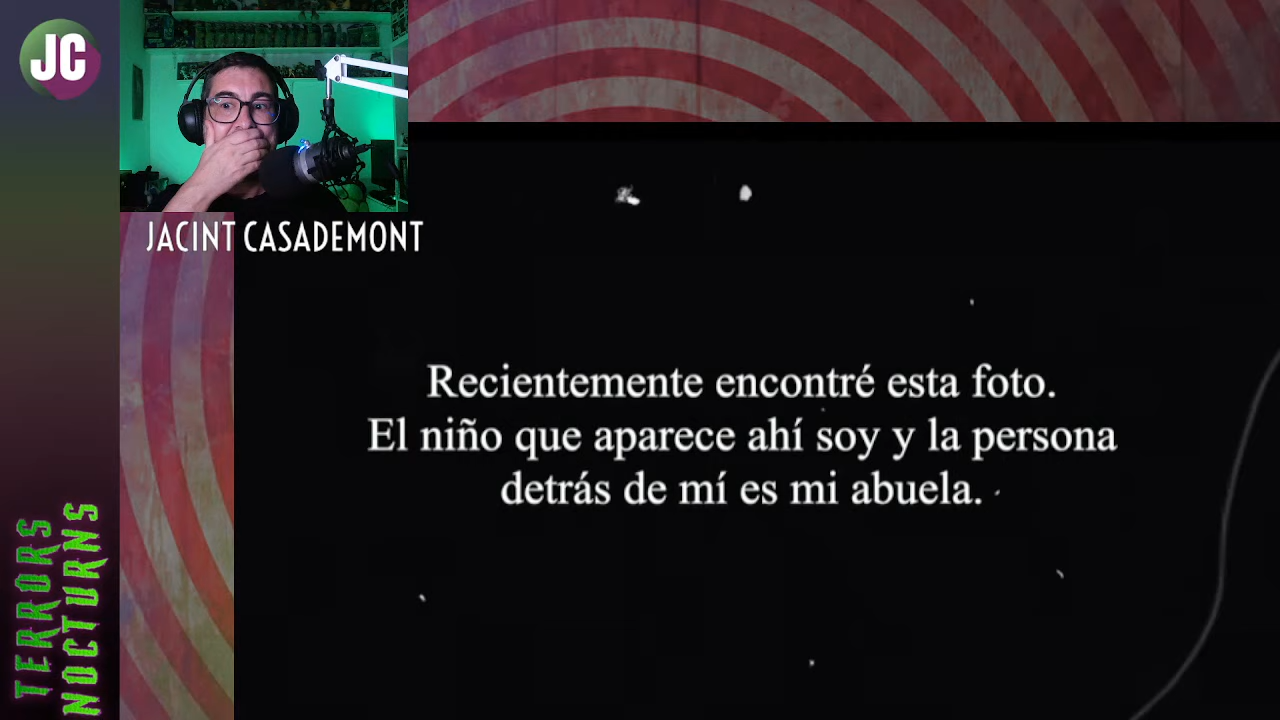 JC
JACINT CASADEMONT
Recientemente encontré esta foto.
El niño que aparece ahí soy y la persona
detrás de mí es mi abuela.
TERRORS
NOCTURNS